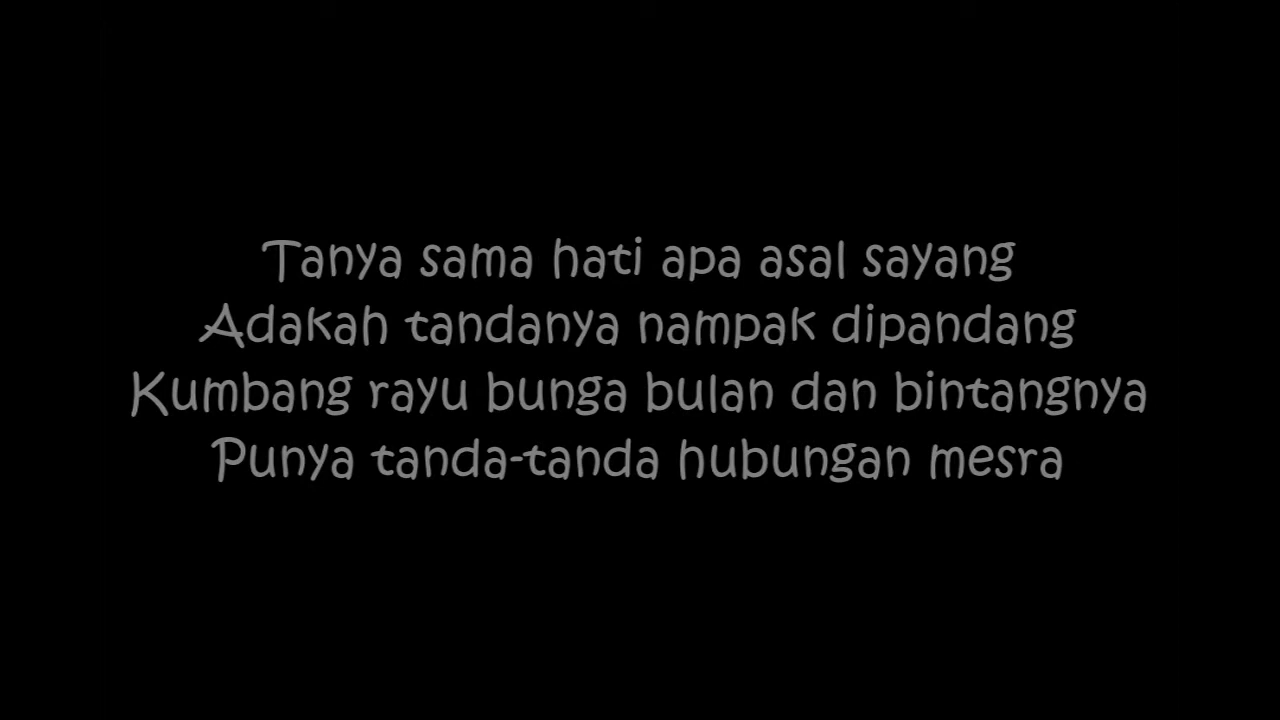 Tanya sama hati apa asal sayang
Adakah tandanya nampak dipandang
Kumbang rayu bunga bulan dan bintangnya
Punya tanda-tanda hubungan mesra